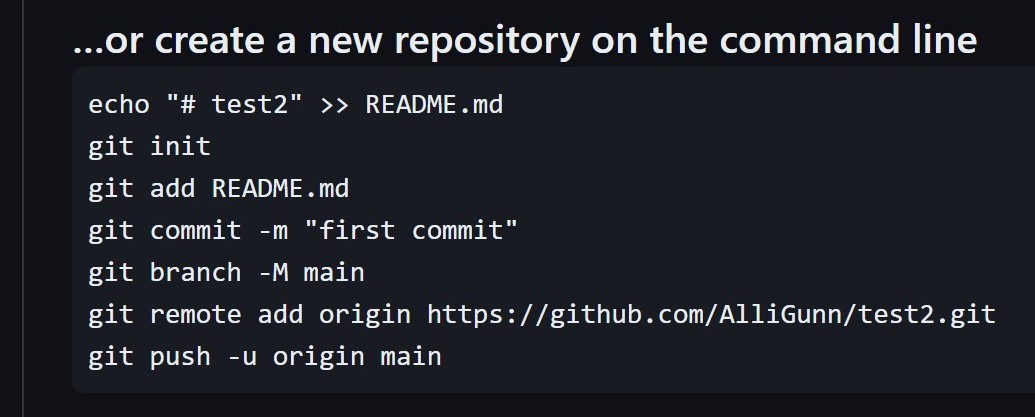 ...or create a new repository on the command line
echo "# test2" >> README.md
git init
git add README.md
git commit -m "first commit"
git branch -M main
git remote add origin https://github.com/AlliGunn/test2.git
git push -u origin main